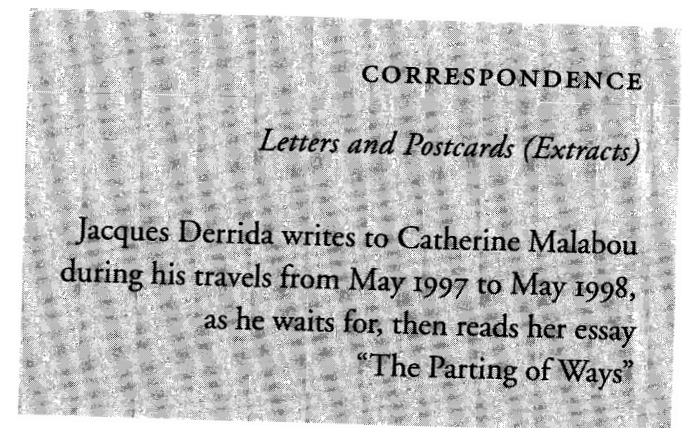 CORRESPONDENCE
Letters and Postcards (Extracts)
Jacques Derrida writes to Catherine Malabou
during his travels from May 1997 to May 1998,
as he waits for, then reads her essay
“The Parting of Ways”